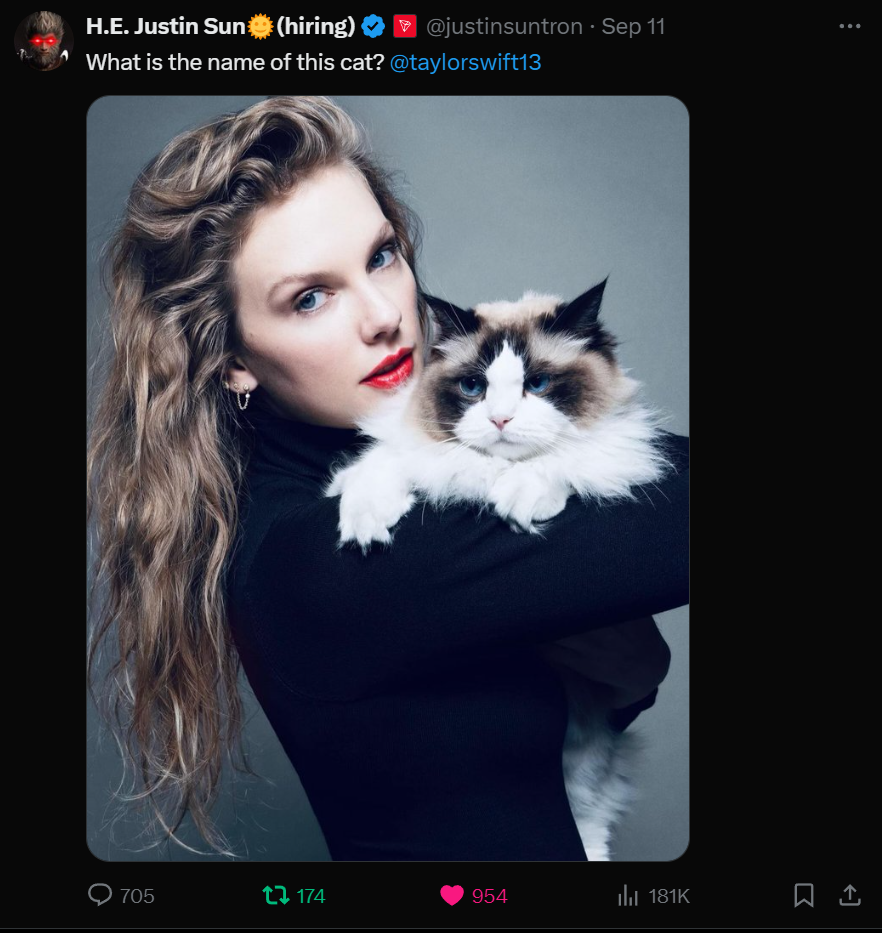 H.E. Justin Sun🌞(hiring) @justinsuntron · Sep 11
What is the name of this cat? @taylorswift13
705 174 954 181K